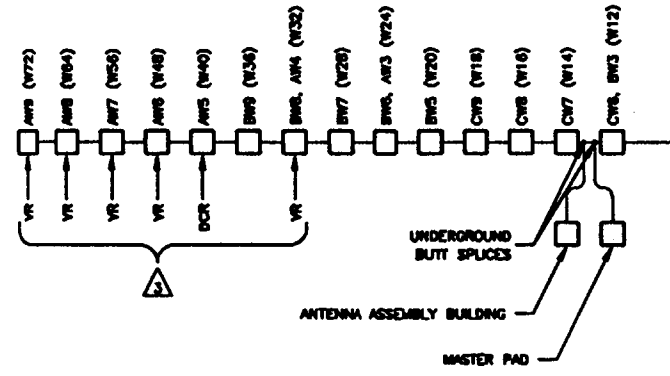 AW9 (W72)
AW8 (W64)
AW7 (W56)
AW6 (W48)
AW5 (W40)
BW9 (W36)
BW8, AW4 (W32)
BW7 (W28)
BW6, AW3 (W24)
BW5 (W20)
CW9 (W18)
CW8 (W16)
CW7 (W14)
CW6, BW3 (W12)
VR
VR
VR
VR
DCR
VR
3
UNDERGROUND
BUTT SPLICES
ANTENNA ASSEMBLY BUILDING
MASTER PAD